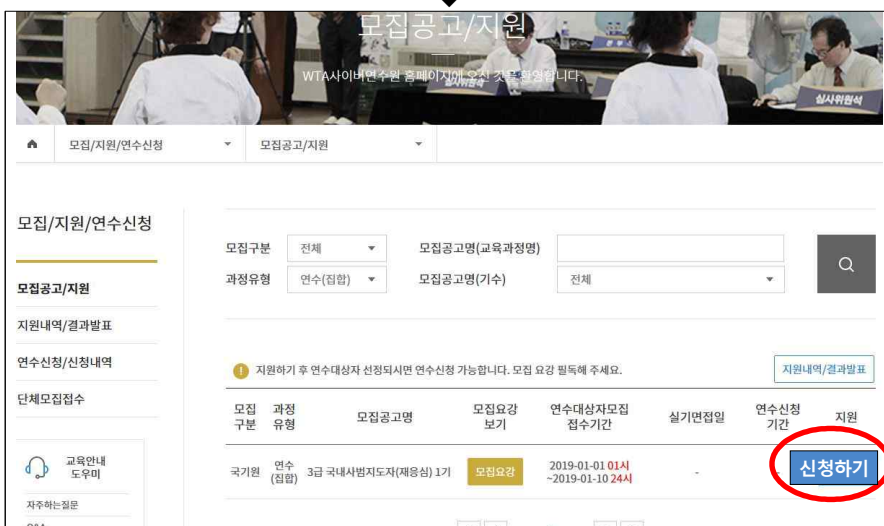 모집공고/지원
WTA사이버연수원 홈페이지에 오신 것을 환영합니다.
심사위원석
모집/지원/연수신청
모집공고/지원
모집/지원/연수신청
모집공고/지원
지원내역/결과발표
연수신청/신청내역
단체모집접수
교육안내
도우미
자주하는질문
모집구분 전체 모집공고명(교육과정명)
과정유형 연수(집합) 모집공고명(기수) 전체
지원하기 후 연수대상자 선정되시면 연수신청 가능합니다. 모집 요강 필독해 주세요. 지원내역/결과발표
모집 과정 모집공고명 모집요강 연수대상자모집 실기면접일 연수신청 지원
구분 유형 보기 접수기간 기간
국기원 연수 3급 국내사범지도자(재응심) 1기 모집요강 2019-01-01 01시 - 신청하기
(집합) ~2019-01-10 24시